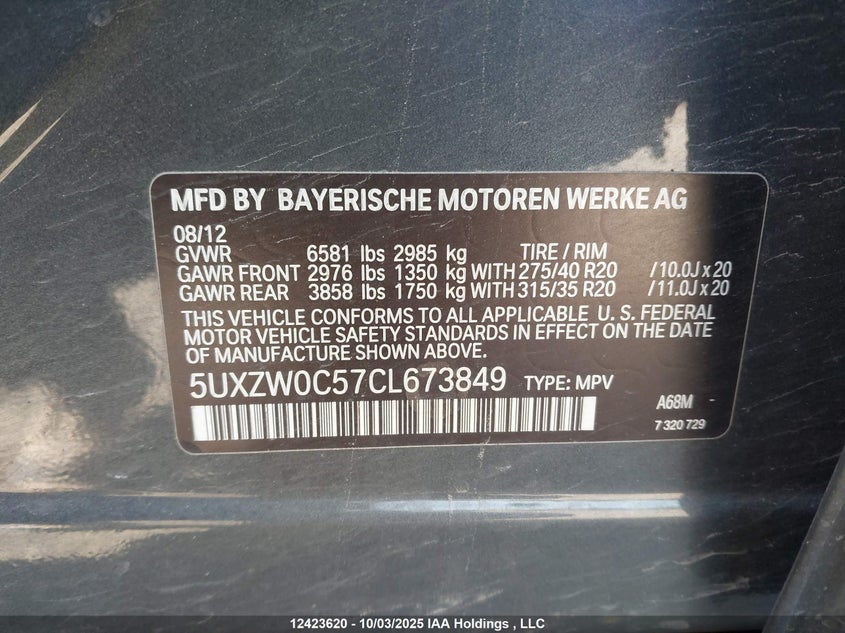 MFD BY BAYERISCHE MOTOREN WERKE AG
08/12
GVWR 6581 lbs 2985 kg TIRE / RIM
GAWR FRONT 2976 lbs 1350 kg WITH 275/40 R20 / 10.0J x 20
GAWR REAR 3858 lbs 1750 kg WITH 315/35 R20 / 11.0J x 20
THIS VEHICLE CONFORMS TO ALL APPLICABLE U. S. FEDERAL
MOTOR VEHICLE SAFETY STANDARDS IN EFFECT ON THE DATE
OF MANUFACTURE SHOWN ABOVE.
5UXZW0C57CL673849 TYPE: MPV
A68M -
7 320 729
12423620 - 10/03/2025 IAA Holdings , LLC